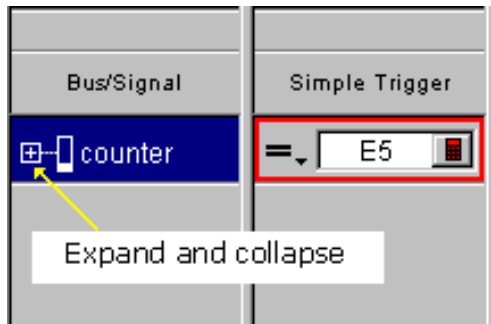 Bus/Signal
Simple Trigger
counter
= E5
Expand and collapse